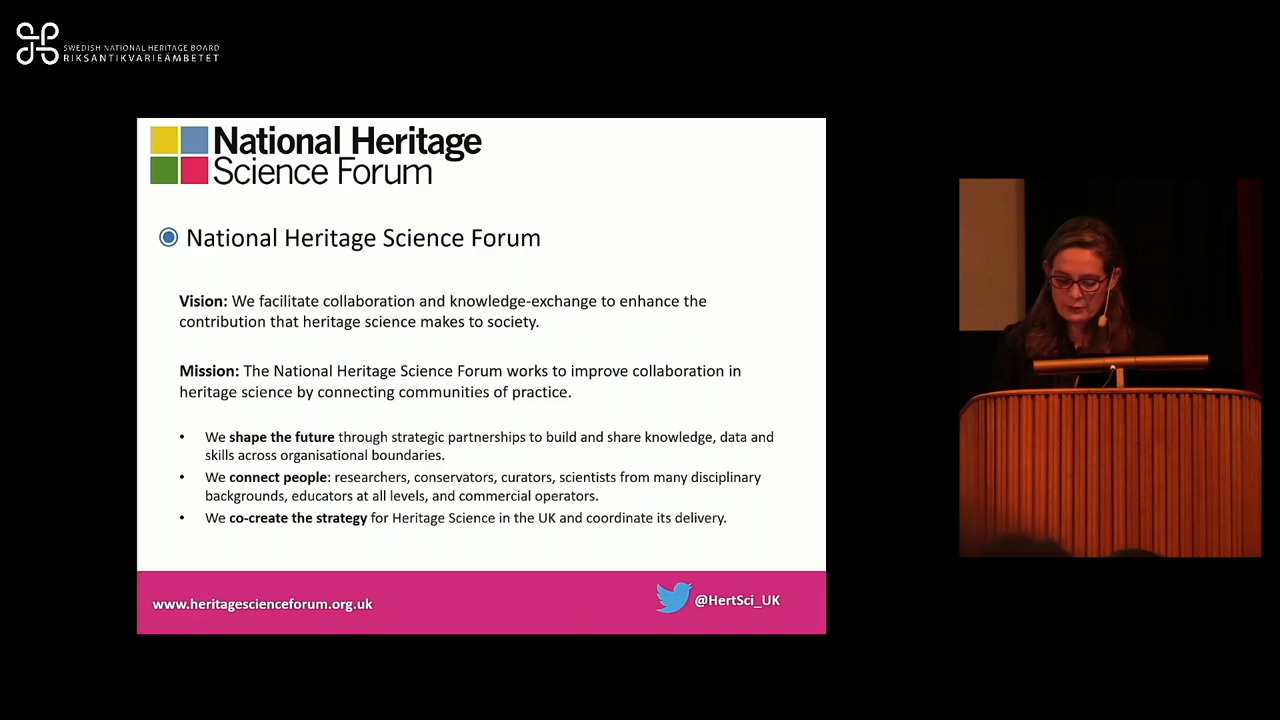 SWEDISH NATIONAL HERITAGE BOARD
RIKSANTIKVARIEÄMBETET
National Heritage
Science Forum
National Heritage Science Forum
Vision: We facilitate collaboration and knowledge-exchange to enhance the
contribution that heritage science makes to society.
Mission: The National Heritage Science Forum works to improve collaboration in
heritage science by connecting communities of practice.
• We shape the future through strategic partnerships to build and share knowledge, data and
skills across organisational boundaries.
• We connect people: researchers, conservators, curators, scientists from many disciplinary
backgrounds, educators at all levels, and commercial operators.
• We co-create the strategy for Heritage Science in the UK and coordinate its delivery.
www.heritagescienceforum.org.uk
@HertSci_UK